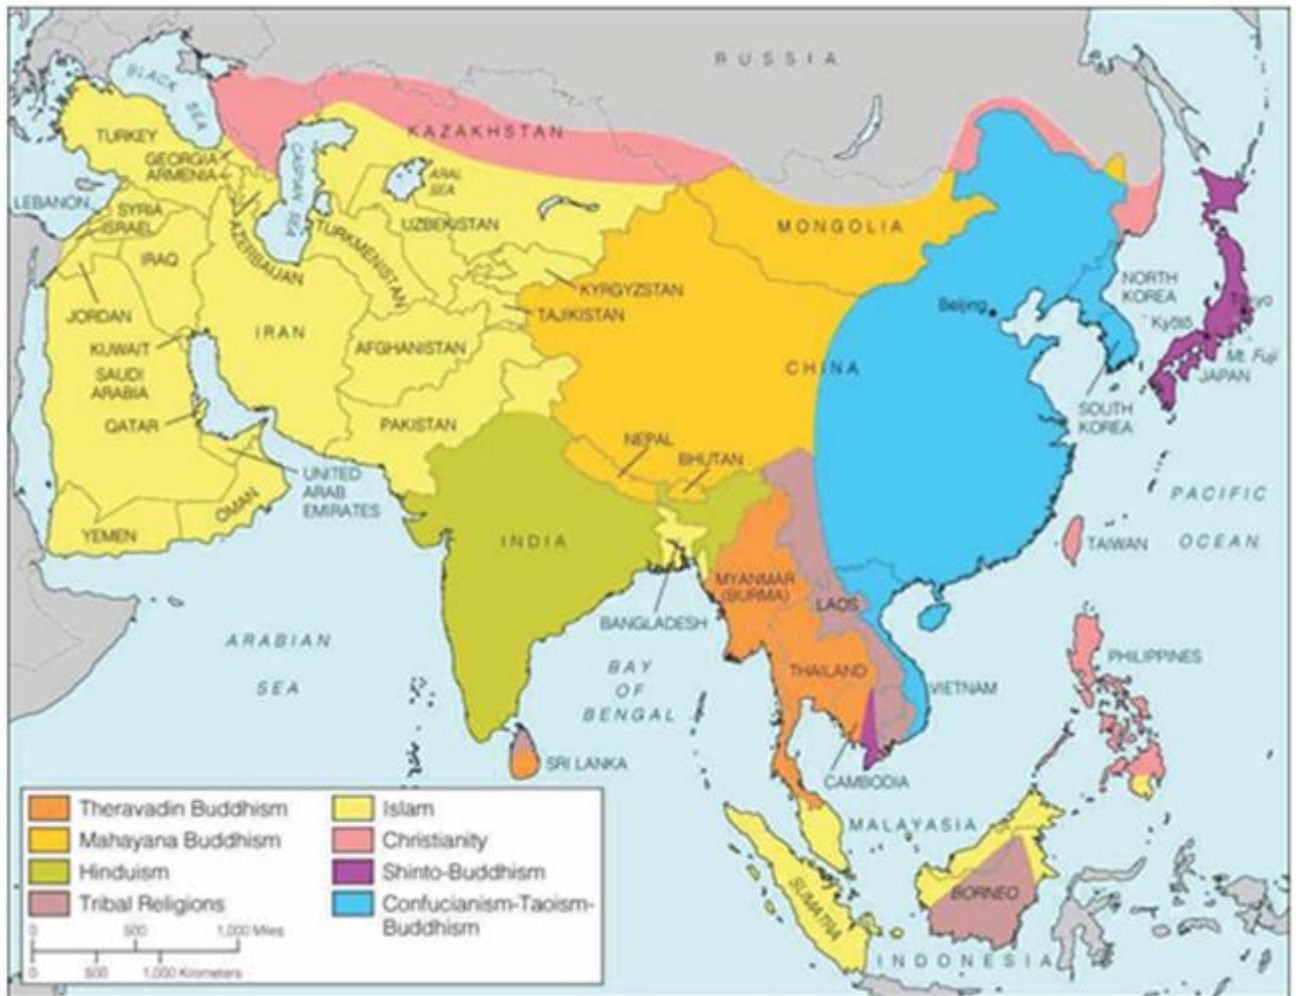 RUSSIA
BLACK
SEA
KAZAKHSTAN
TURKEY
GEORGIA
ARMENIA
CASPIAN SEA
ARAL
SEA
LEBANON
SYRIA
ISRAEL
UZBEKISTAN
TURKMENISTAN
AZERBAIJAN
IRAQ
MONGOLIA
KYRGYZSTAN
TAJIKISTAN
JORDAN
IRAN
KUWAIT
AFGHANISTAN
SAUDI
ARABIA
CHINA
Beijing
NORTH
KOREA
Tokyo
Kyōtō
Mt. Fuji
JAPAN
SOUTH
KOREA
QATAR
PAKISTAN
NEPAL
BHUTAN
UNITED
ARAB
EMIRATES
OMAN
YEMEN
INDIA
PACIFIC
OCEAN
TAIWAN
MYANMAR
(BURMA)
LAOS
BANGLADESH
ARABIAN
SEA
BAY
OF
BENGAL
THAILAND
VIETNAM
PHILIPPINES
SRI LANKA
CAMBODIA
MALAYASIA
SUMATRA
BORNEO
INDONESIA
Theravadin Buddhism
Mahayana Buddhism
Hinduism
Tribal Religions
Islam
Christianity
Shinto-Buddhism
Confucianism-Taoism-
Buddhism
0 500 1,000 Miles
0 500 1,000 Kilometers